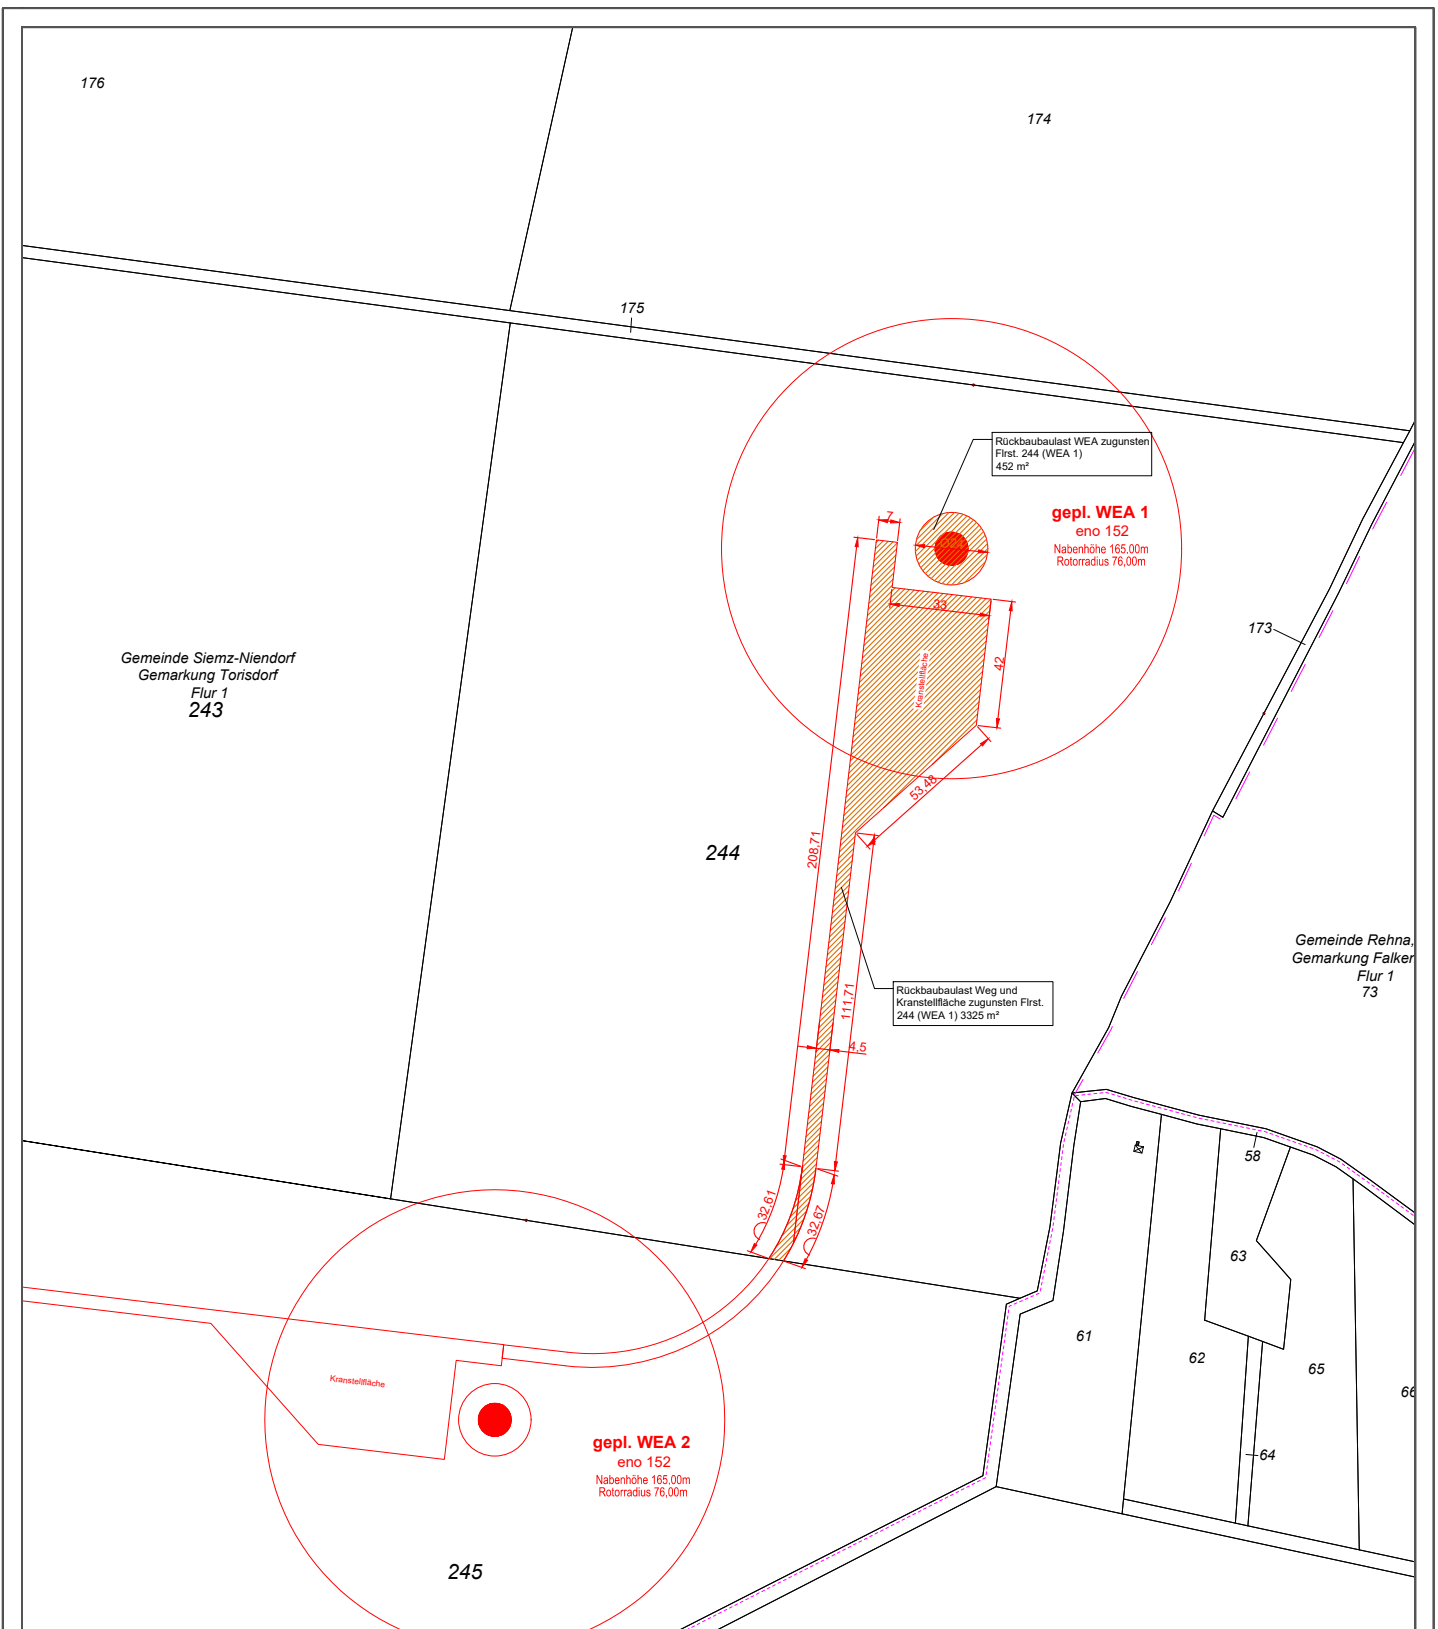 176
174
175
Rückbaubaulast WEA zugunsten
Flrst. 244 (WEA 1)
452 m²
gepl. WEA 1
eno 152
Nabenhöhe 165,00m
Rotorradius 76,00m
7
33
42
Kranstellfläche
173
Gemeinde Siemz-Niendorf
Gemarkung Torisdorf
Flur 1
243
53,48
208,71
244
Gemeinde Rehna,
Gemarkung Falker
Flur 1
73
Rückbaubaulast Weg und
Kranstellfläche zugunsten Flrst.
244 (WEA 1) 3325 m²
111,71
4,5
58
32,61
32,67
63
61
62
65
66
64
Kranstellfläche
gepl. WEA 2
eno 152
Nabenhöhe 165,00m
Rotorradius 76,00m
245